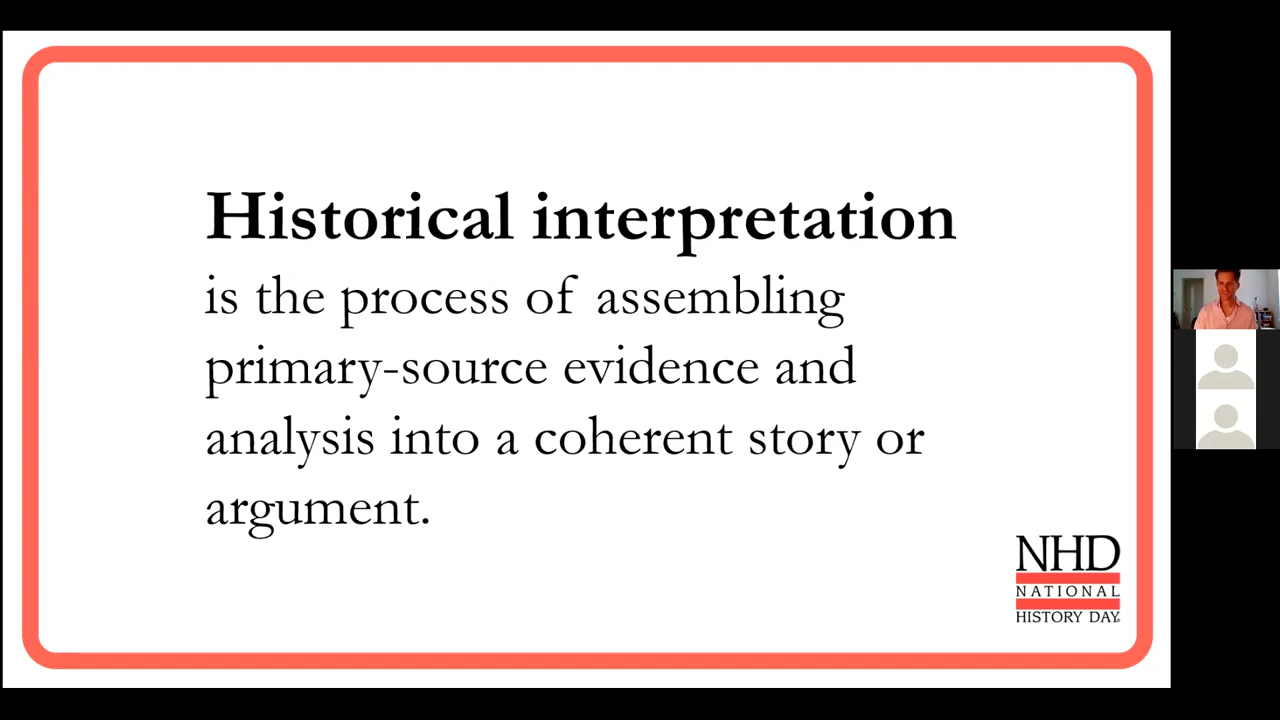 Historical interpretation
is the process of assembling
primary-source evidence and
analysis into a coherent story or
argument.
NHD
NATIONAL
HISTORY DAY®